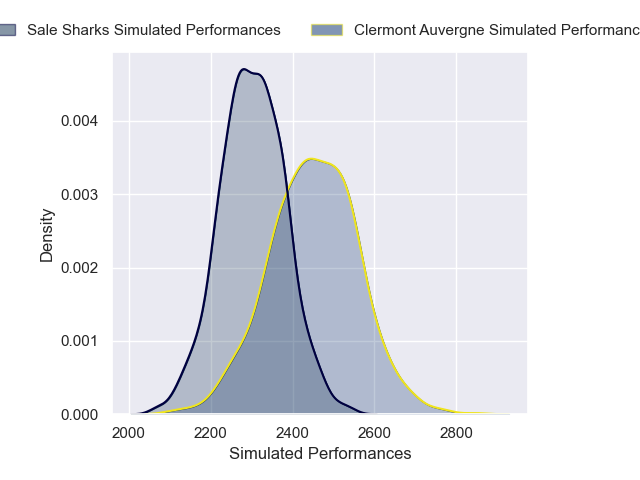 Sale Sharks Simulated Performances Clermont Auvergne Simulated Performanc
0.004
0.003
0.002
0.001
0.000
Density
2000 2200 2400 2600 2800
Simulated Performances